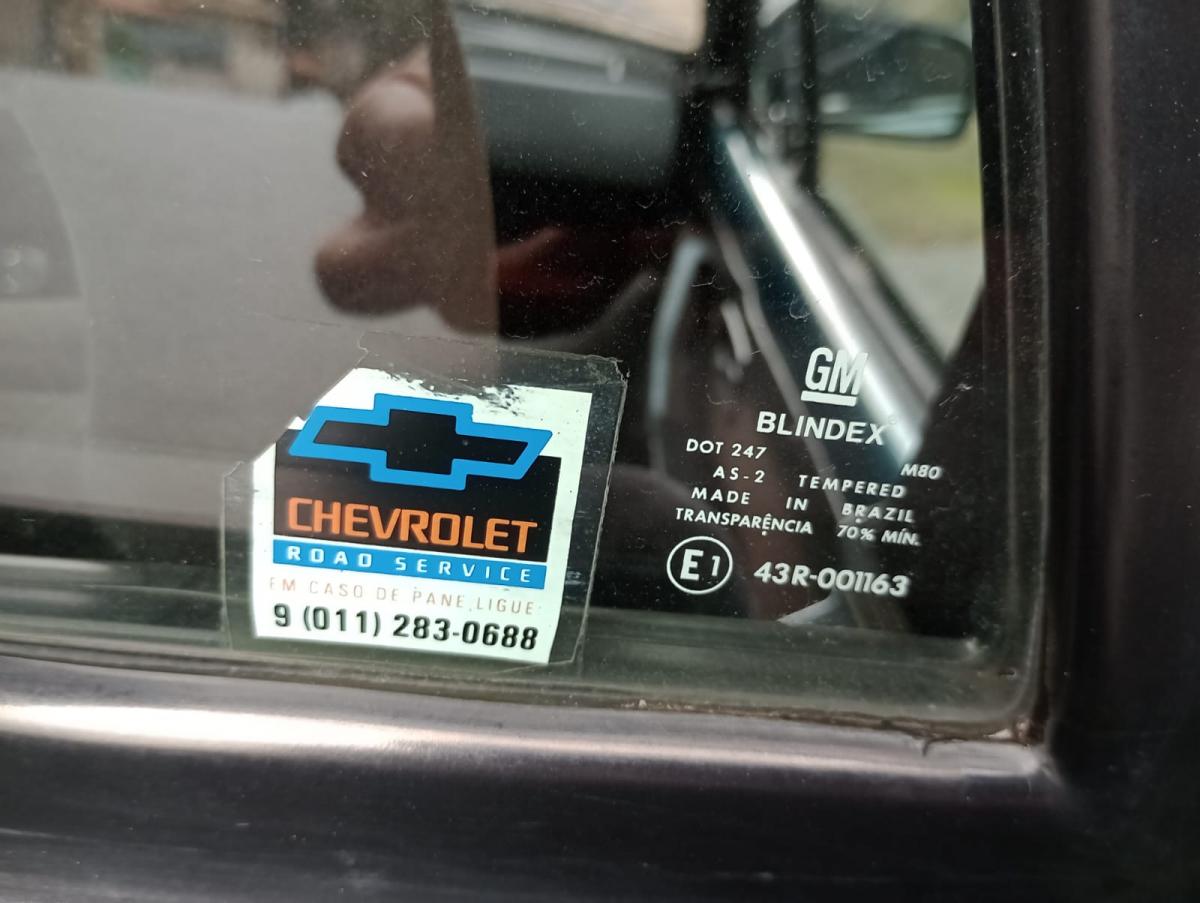 CHEVROLET
ROAD SERVICE
EM CASO DE PANE, LIGUE:
9 (011) 283-0688
GM
BLINDEX
DOT 247 M80
AS-2 TEMPERED
MADE IN BRAZIL
TRANSPARÊNCIA 70% MÍN.
E1 43R-001163